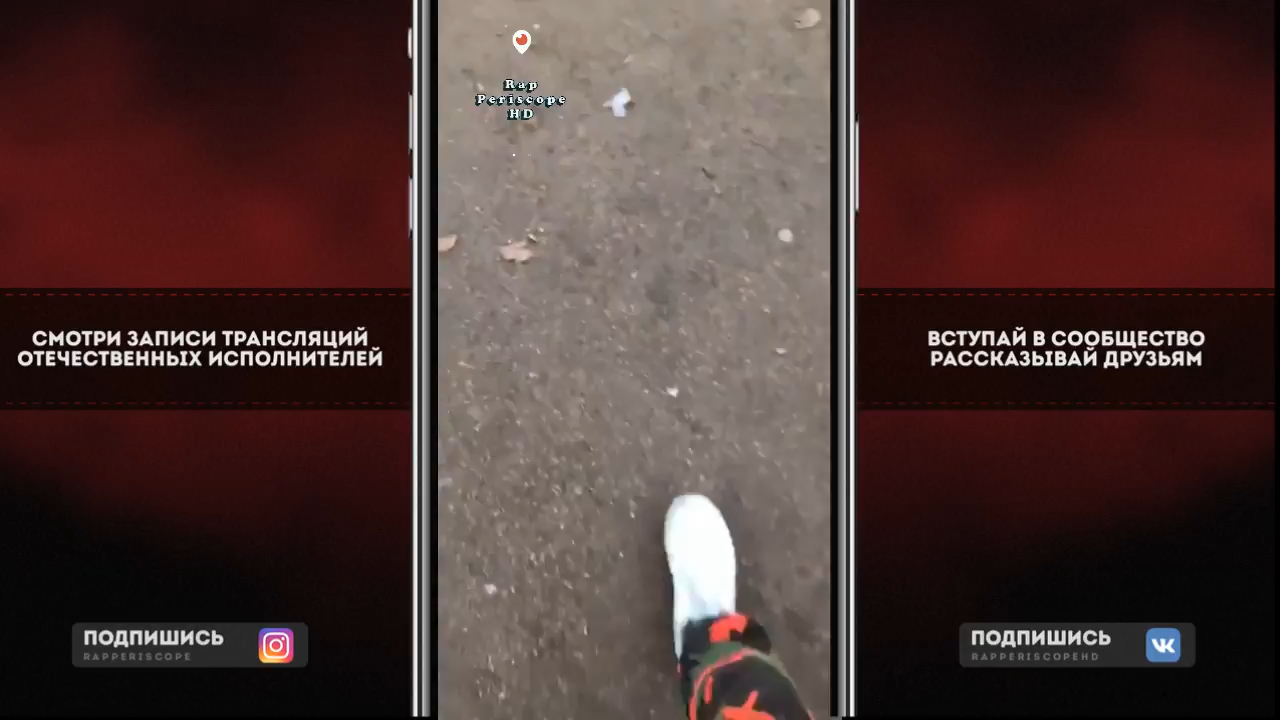 Rap
Periscope
HD
СМОТРИ ЗАПИСИ ТРАНСЛЯЦИЙ
ОТЕЧЕСТВЕННЫХ ИСПОЛНИТЕЛЕЙ
ВСТУПАЙ В СООБЩЕСТВО
РАССКАЗЫВАЙ ДРУЗЬЯМ
ПОДПИШИСЬ
RAPPERISCOPE
ПОДПИШИСЬ
RAPPERISCOPEHD